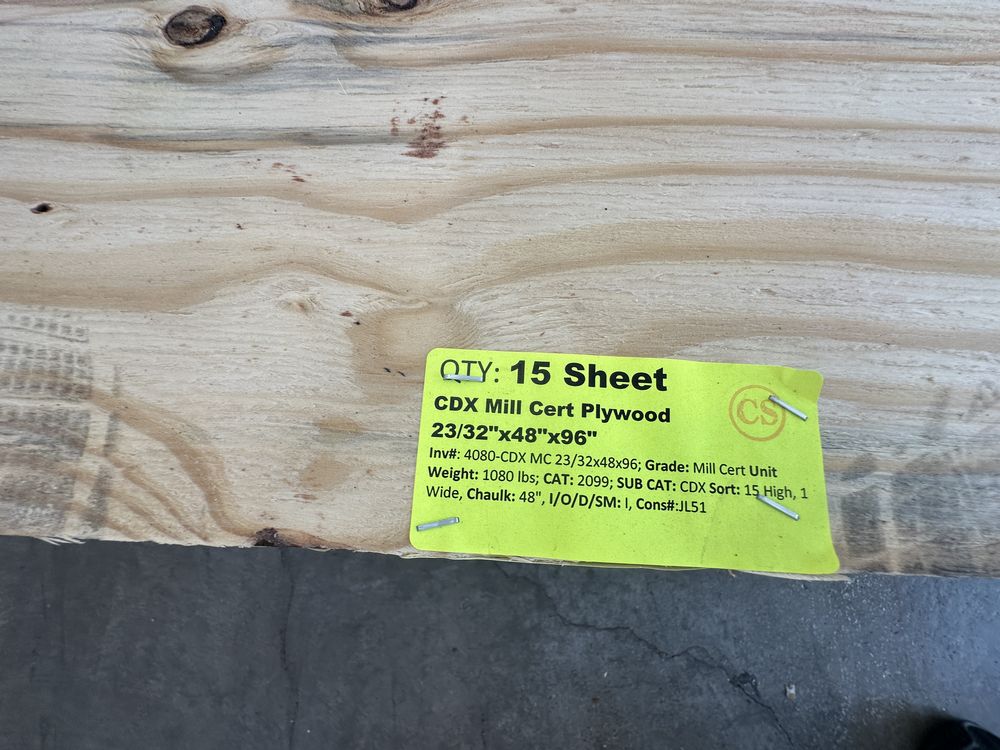 QTY: 15 Sheet
CS
CDX Mill Cert Plywood
23/32"x48"x96"
Inv#: 4080-CDX MC 23/32x48x96; Grade: Mill Cert Unit
Weight: 1080 lbs; CAT: 2099; SUB CAT: CDX Sort: 15 High, 1
Wide, Chaulk: 48", I/O/D/SM: I, Cons#:JL51